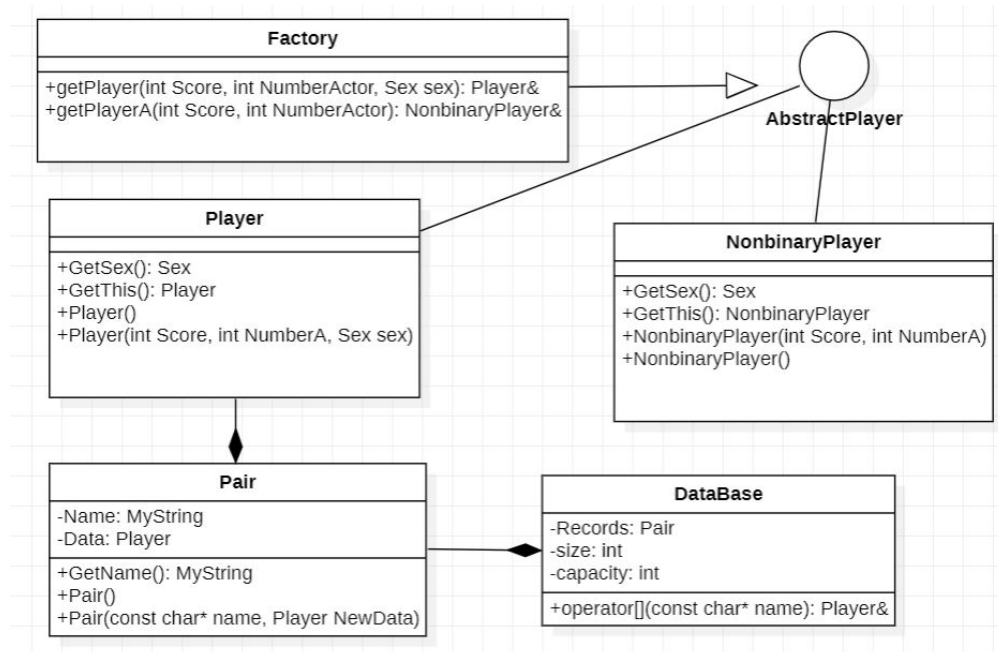 Factory
+getPlayer(int Score, int NumberActor, Sex sex): Player&
+getPlayerA(int Score, int NumberActor): NonbinaryPlayer&
AbstractPlayer
Player
+GetSex(): Sex
+GetThis(): Player
+Player()
+Player(int Score, int NumberA, Sex sex)
NonbinaryPlayer
+GetSex(): Sex
+GetThis(): NonbinaryPlayer
+NonbinaryPlayer(int Score, int NumberA)
+NonbinaryPlayer()
Pair
-Name: MyString
-Data: Player
+GetName(): MyString
+Pair()
+Pair(const char* name, Player NewData)
DataBase
-Records: Pair
-size: int
-capacity: int
+operator[](const char* name): Player&